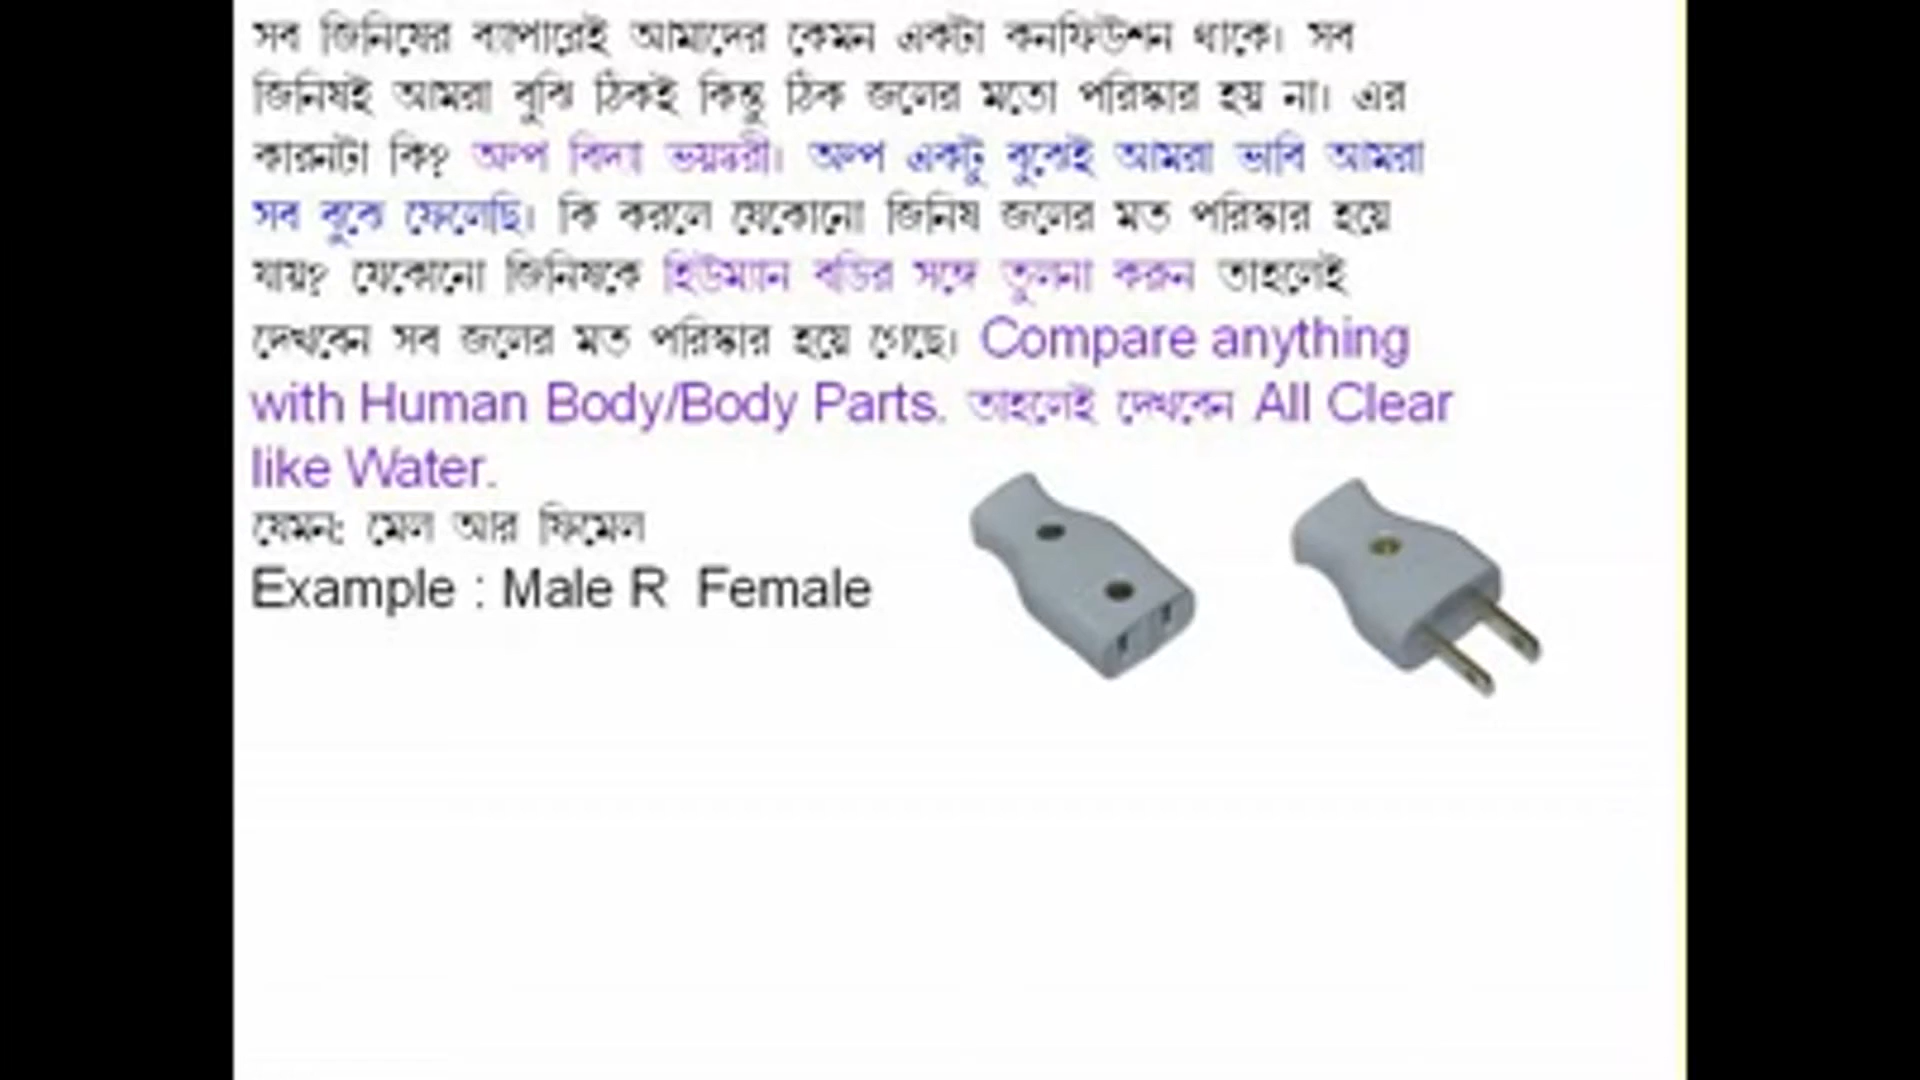 সব জিনিষের ব্যাপারেই আমাদের কেমন একটা কনফিউশন থাকে। সব
জিনিষই আমরা বুঝি ঠিকই কিন্তু ঠিক জলের মতো পরিস্কার হয় না। এর
কারনটা কি? অল্প বিদ্যা ভয়ঙ্করী। অল্প একটু বুঝেই আমরা ভাবি আমরা
সব বুঝে ফেলেছি। কি করলে যেকোনো জিনিষ জলের মত পরিস্কার হয়ে
যায়? যেকোনো জিনিষকে হিউম্যান বডির সঙ্গে তুলনা করুন তাহলেই
দেখবেন সব জলের মত পরিস্কার হয়ে গেছে। Compare anything
with Human Body/Body Parts. তাহলেই দেখবেন All Clear
like Water.
যেমন: মেল আর ফিমেল
Example : Male R Female